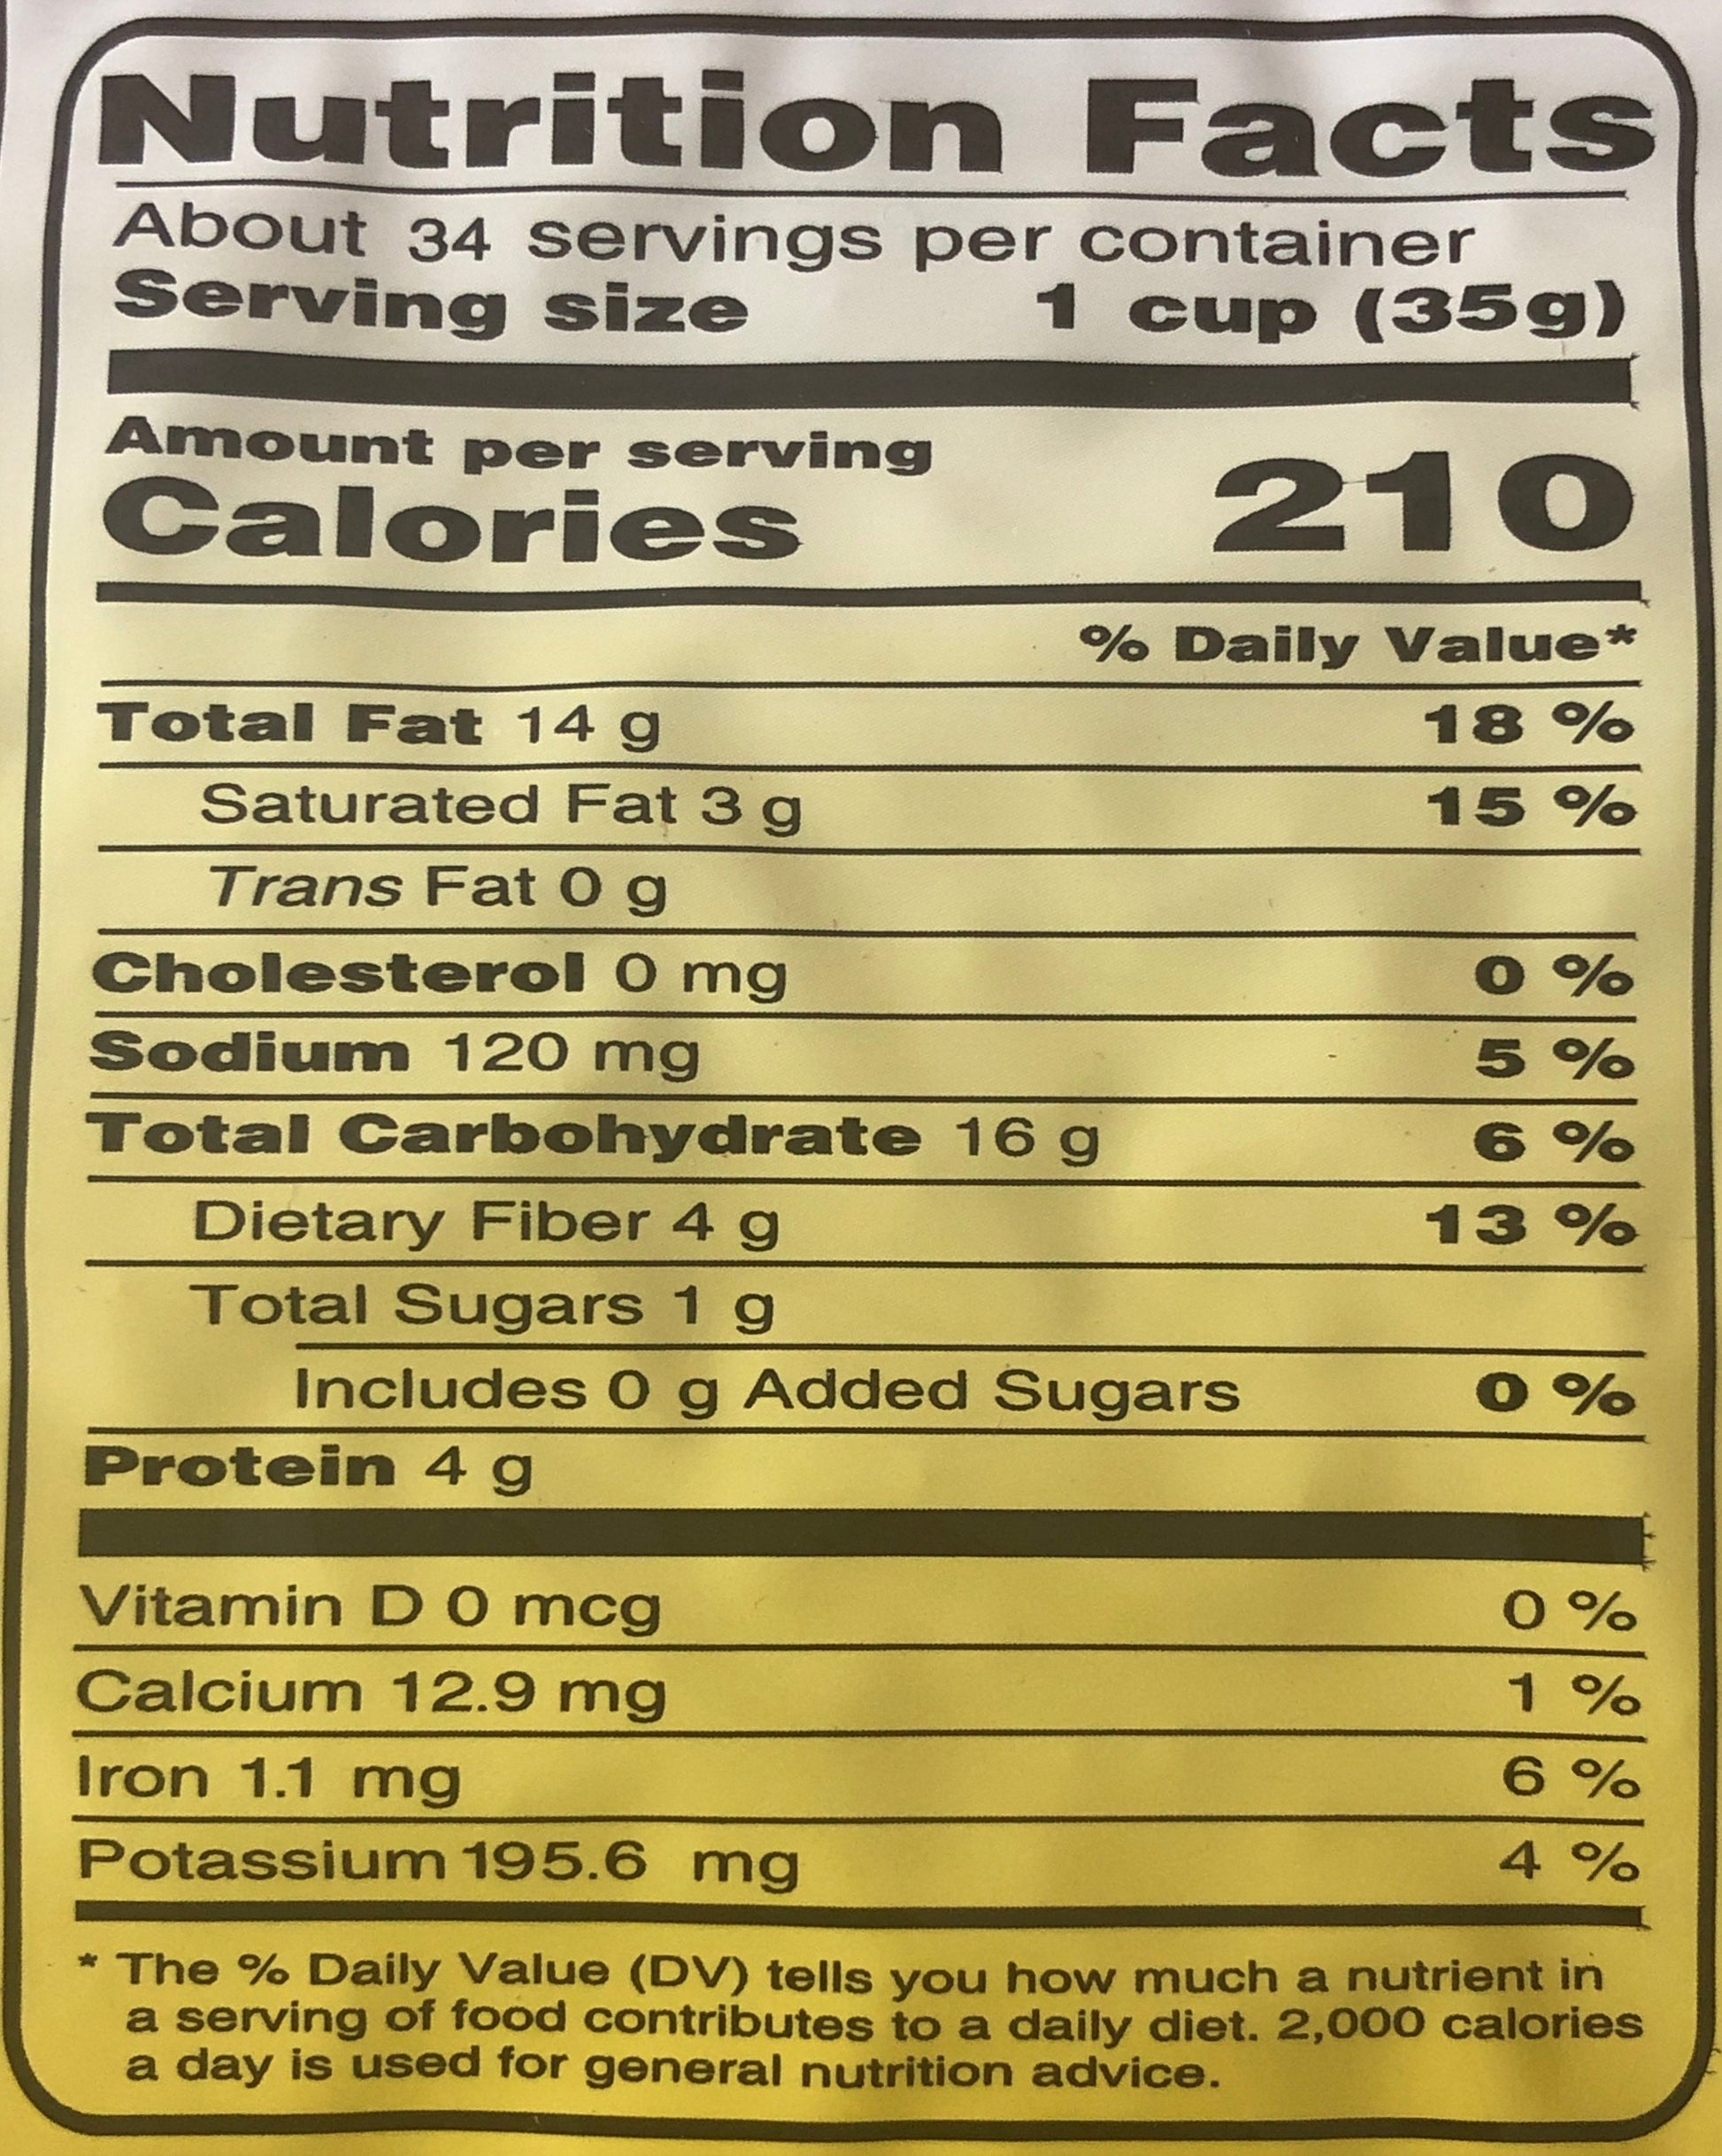 Nutrition Facts
About 34 servings per container
Serving size 1 cup (35g)
Amount per serving
Calories 210
% Daily Value*
Total Fat 14 g 18 %
Saturated Fat 3 g 15 %
Trans Fat 0 g
Cholesterol 0 mg 0 %
Sodium 120 mg 5 %
Total Carbohydrate 16 g 6 %
Dietary Fiber 4 g 13 %
Total Sugars 1 g
Includes 0 g Added Sugars 0 %
Protein 4 g
Vitamin D 0 mcg 0 %
Calcium 12.9 mg 1 %
Iron 1.1 mg 6 %
Potassium 195.6 mg 4 %
* The % Daily Value (DV) tells you how much a nutrient in
a serving of food contributes to a daily diet. 2,000 calories
a day is used for general nutrition advice.